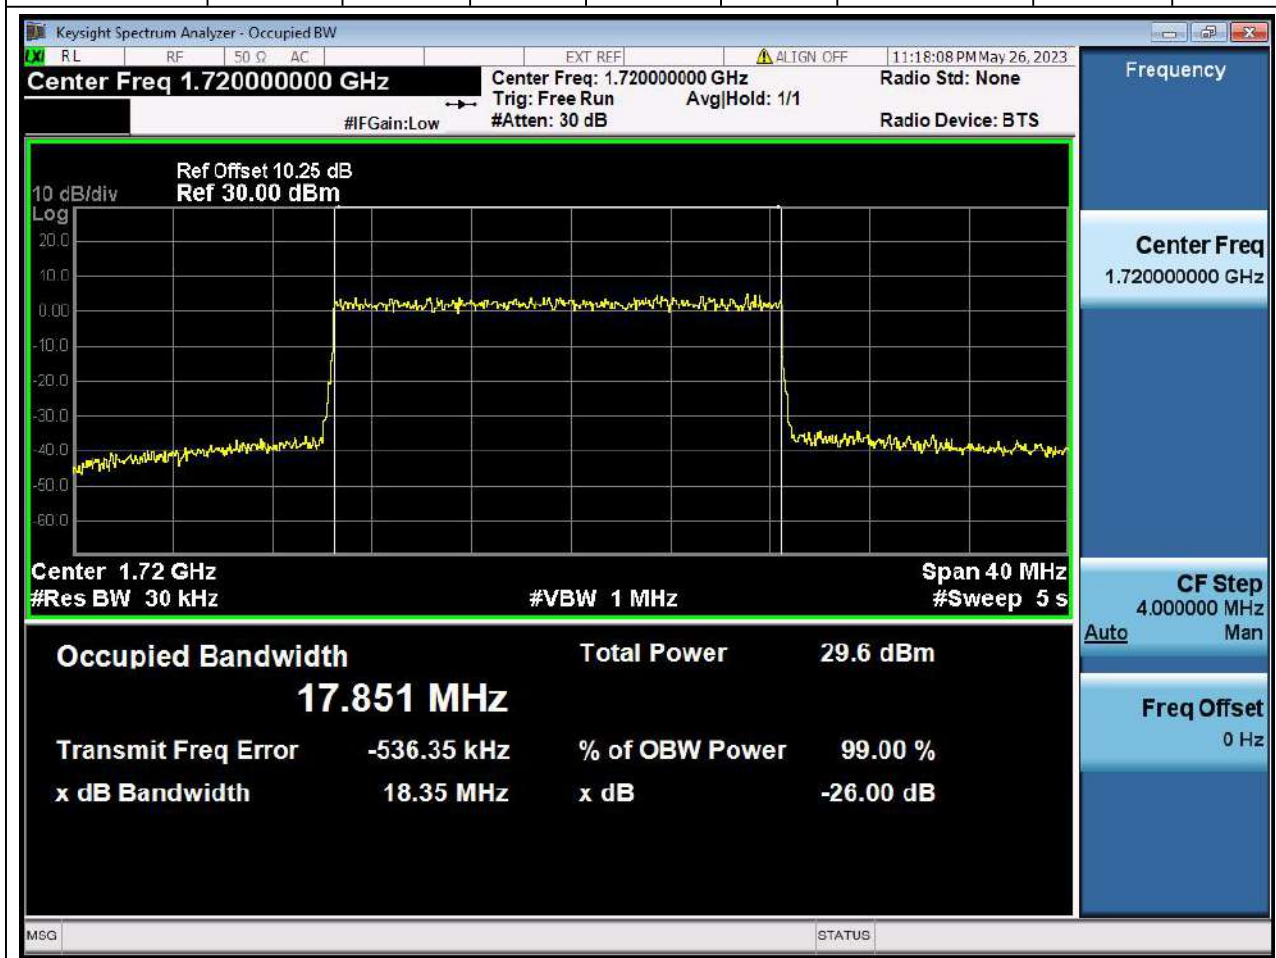 Keysight Spectrum Analyzer - Occupied BW
LXI RL RF 50 Ω AC EXT REF ALIGN OFF 11:18:08 PM May 26, 2023
Center Freq 1.720000000 GHz
Center Freq: 1.720000000 GHz
Radio Std: None
Trig: Free Run Avg|Hold: 1/1
#IFGain:Low
#Atten: 30 dB
Radio Device: BTS
Ref Offset 10.25 dB
10 dB/div Ref 30.00 dBm
Log
20.0
10.0
0.00
-10.0
-20.0
-30.0
-40.0
-50.0
-60.0
Center 1.72 GHz Span 40 MHz
#Res BW 30 kHz #VBW 1 MHz #Sweep 5 s
Occupied Bandwidth Total Power 29.6 dBm
17.851 MHz
Transmit Freq Error -536.35 kHz % of OBW Power 99.00 %
x dB Bandwidth 18.35 MHz x dB -26.00 dB
MSG STATUS
Frequency
Center Freq
1.720000000 GHz
CF Step
4.000000 MHz
Auto Man
Freq Offset
0 Hz